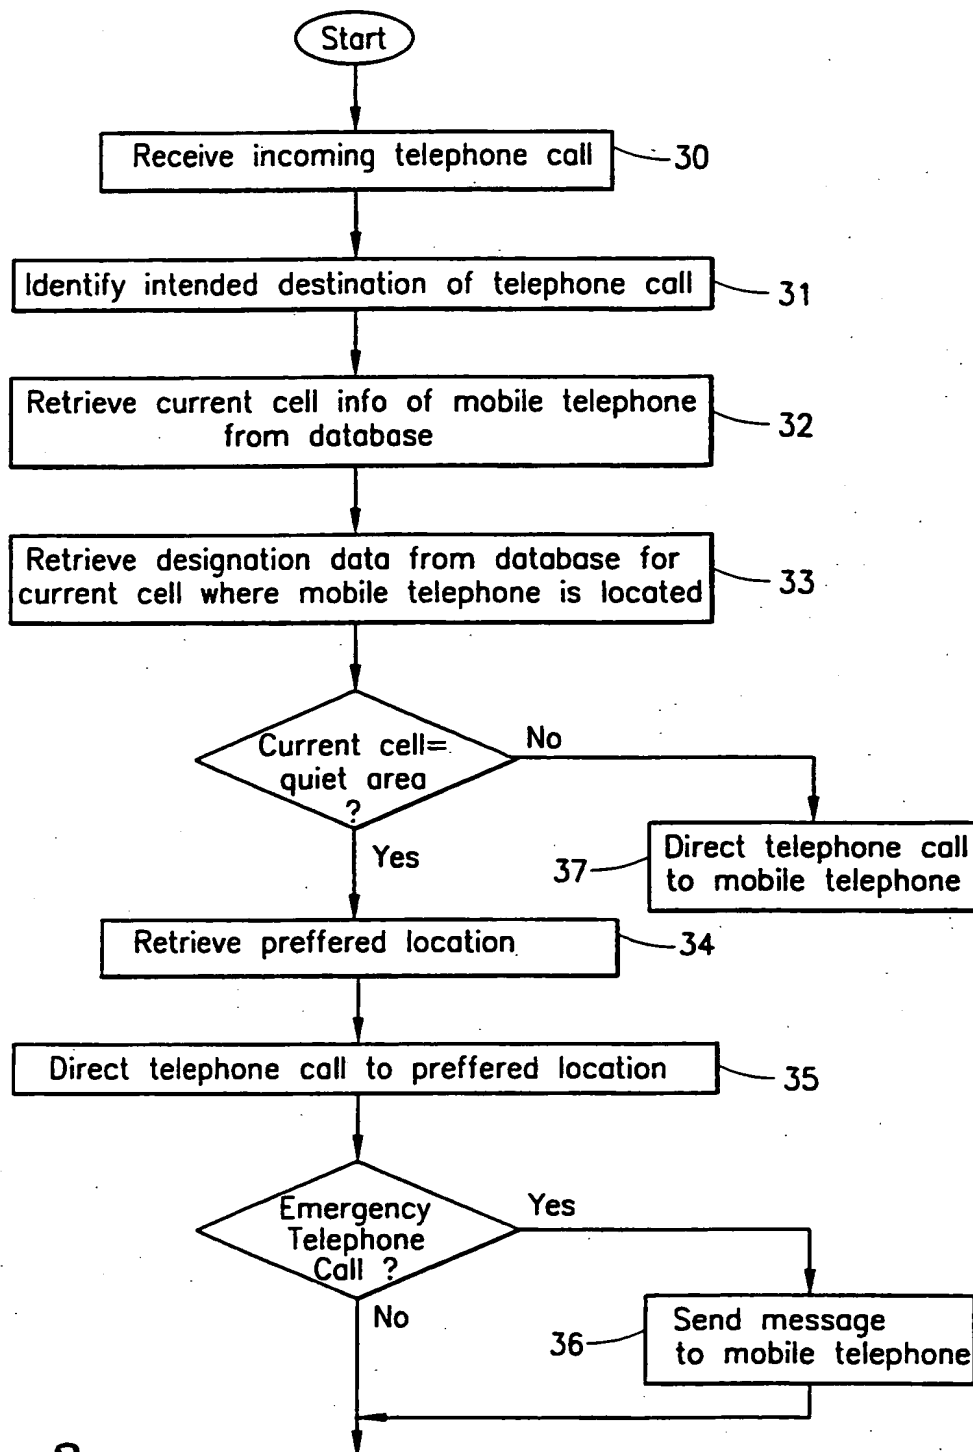 Start
Receive incoming telephone call
30
Identify intended destination of telephone call
31
Retrieve current cell info of mobile telephone
from database
32
Retrieve designation data from database for
current cell where mobile telephone is located
33
Current cell=
quiet area
?
No
Yes
37
Direct telephone call
to mobile telephone
Retrieve preffered location
34
Direct telephone call to preffered location
35
Emergency
Telephone
Call ?
Yes
No
36
Send message
to mobile telephone